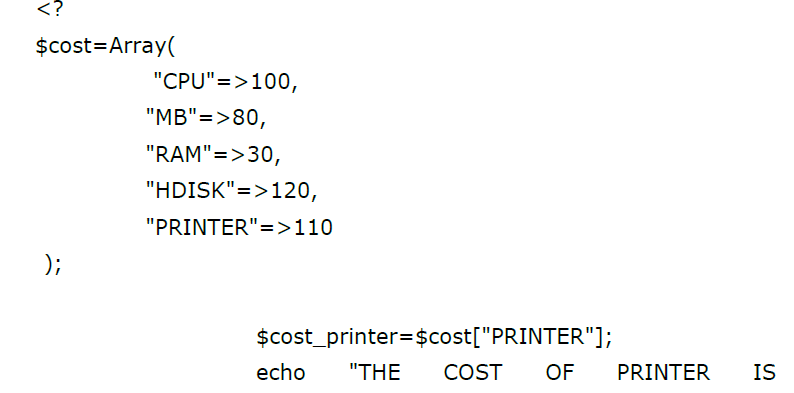 <?
$cost=Array(
"CPU"=>100,
"MB"=>80,
"RAM"=>30,
"HDISK"=>120,
"PRINTER"=>110
);
$cost_printer=$cost["PRINTER"];
echo "THE COST OF PRINTER IS